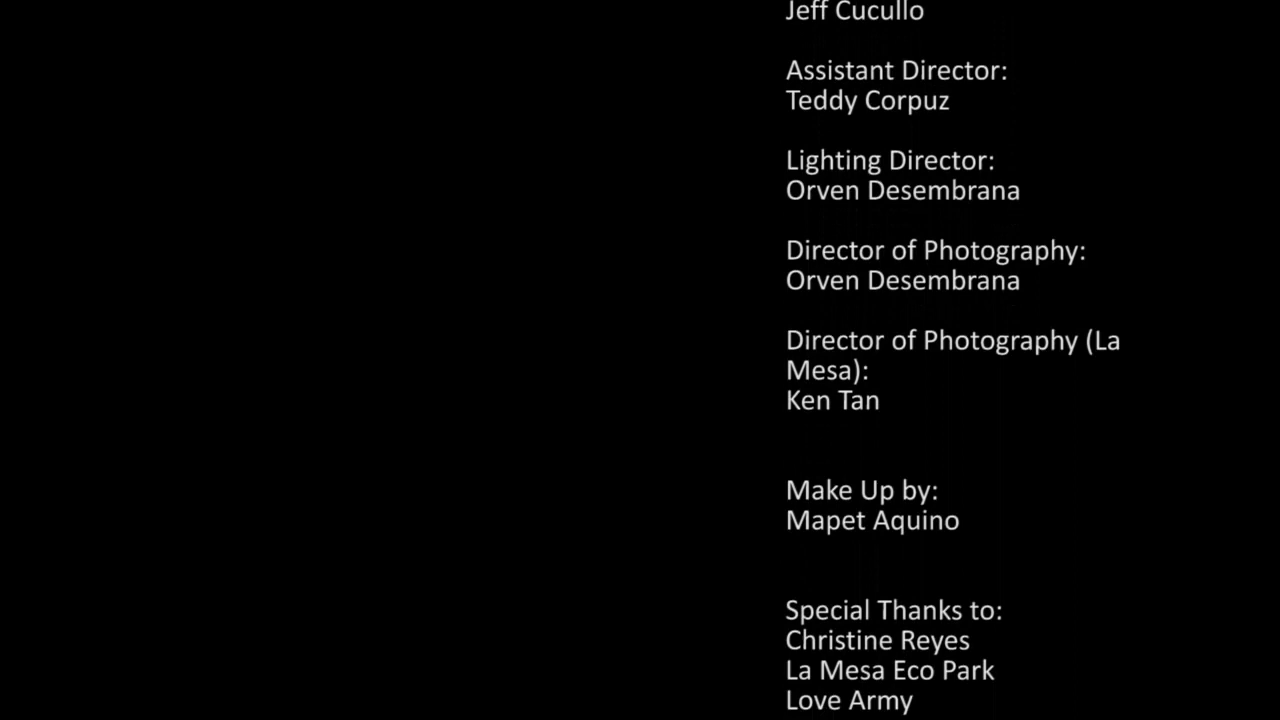 Jeff Cucullo
Assistant Director:
Teddy Corpuz
Lighting Director:
Orven Desembrana
Director of Photography:
Orven Desembrana
Director of Photography (La
Mesa):
Ken Tan
Make Up by:
Mapet Aquino
Special Thanks to:
Christine Reyes
La Mesa Eco Park
Love Army